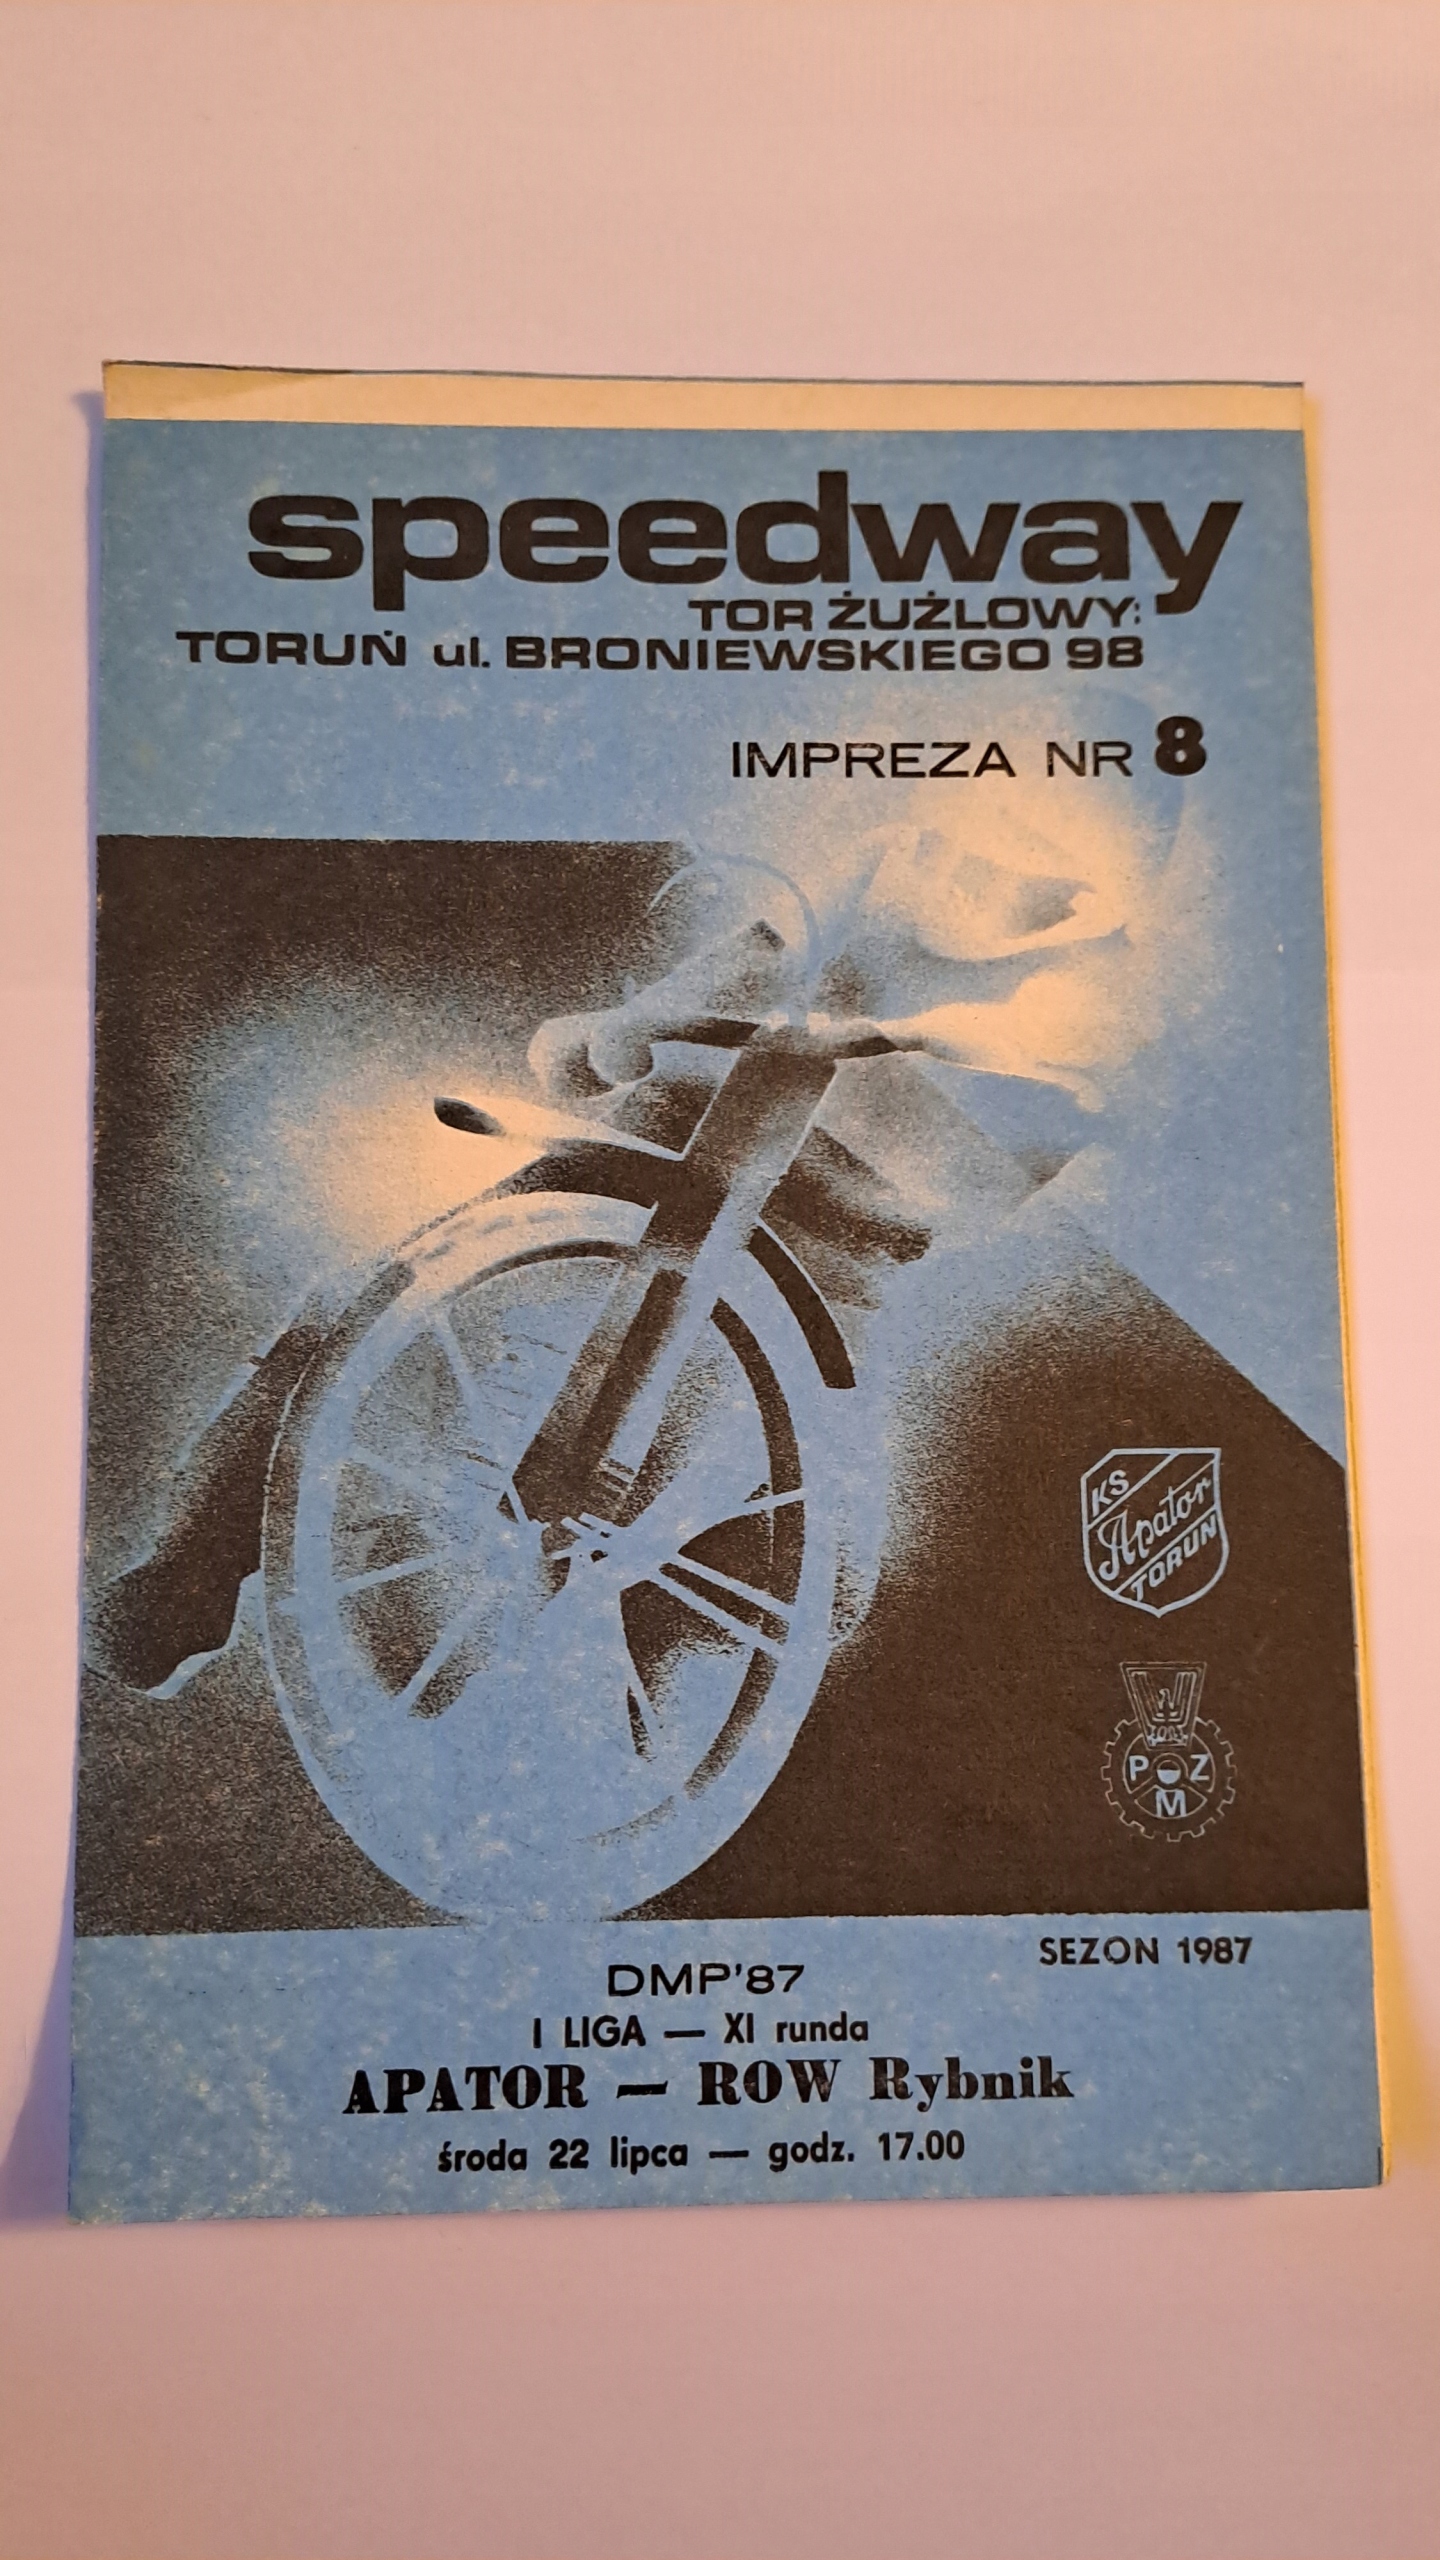 speedway
TOR ŻUŻLOWY:
TORUŃ ul. BRONIEWSKIEGO 98
IMPREZA NR 8
KS
Apator
TORUŃ
P Z
M
SEZON 1987
DMP'87
I LIGA — XI runda
APATOR — ROW Rybnik
środa 22 lipca — godz. 17.00